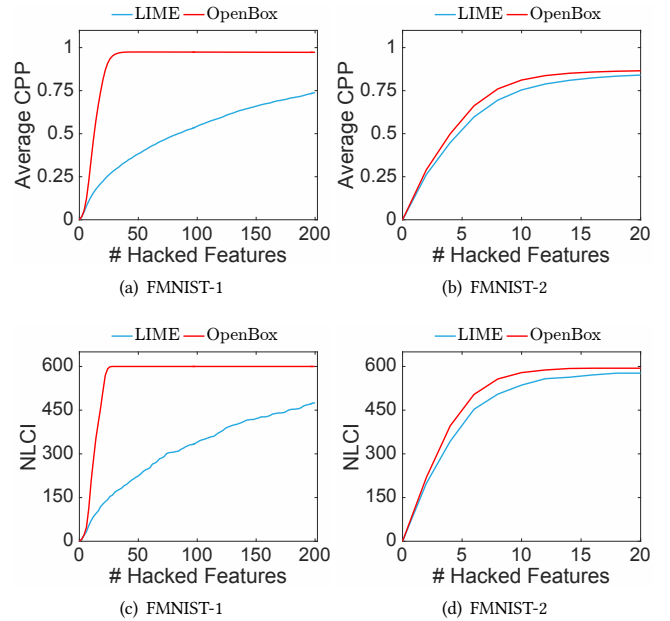 LIME OpenBox
Average CPP
1
0.75
0.5
0.25
0
0 50 100 150 200
# Hacked Features
(a) FMNIST-1
LIME OpenBox
Average CPP
1
0.75
0.5
0.25
0
0 5 10 15 20
# Hacked Features
(b) FMNIST-2
LIME OpenBox
NLCI
600
450
300
150
0
0 50 100 150 200
# Hacked Features
(c) FMNIST-1
LIME OpenBox
NLCI
600
450
300
150
0
0 5 10 15 20
# Hacked Features
(d) FMNIST-2